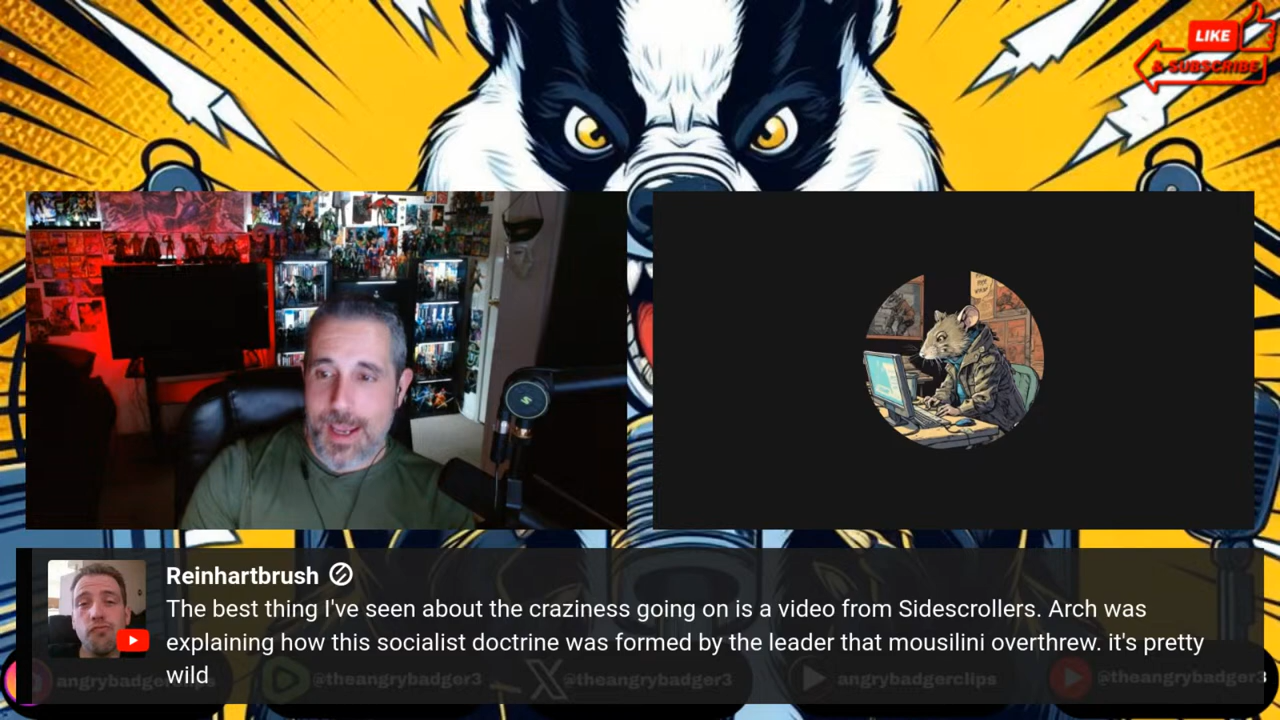 LIKE
& SUBSCRIBE
Reinhartbrush
The best thing I've seen about the craziness going on is a video from Sidescrollers. Arch was
explaining how this socialist doctrine was formed by the leader that mousilini overthrew. it's pretty
wild
angrybadgerclips @theangrybadger3 @theangrybadger3 angrybadgerclips @theangrybadger3